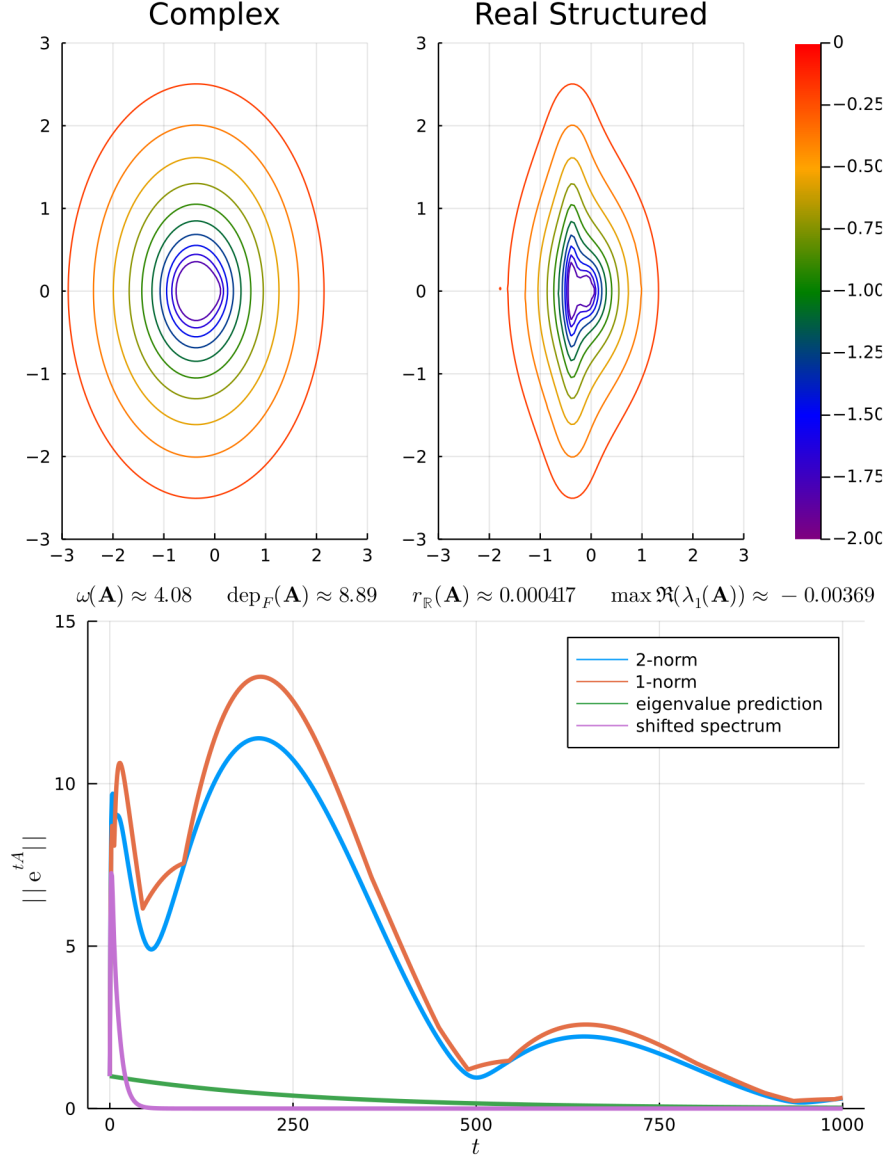 Complex Real Structured
3 3 0
2 2 −0.25
1 1 −0.50
0 0 −0.75
−1 −1 −1.00
−2 −2 −1.25
−3 −3 −1.50
−1.75
−2.00
−3 −2 −1 0 1 2 3 −3 −2 −1 0 1 2 3
ω(A) ≈ 4.08 dep_F(A) ≈ 8.89 r_ℝ(A) ≈ 0.000417 max ℜ(λ₁(A)) ≈ − 0.00369
15
10
5
0
||e^{tA}||
2-norm
1-norm
eigenvalue prediction
shifted spectrum
0 250 500 750 1000
t